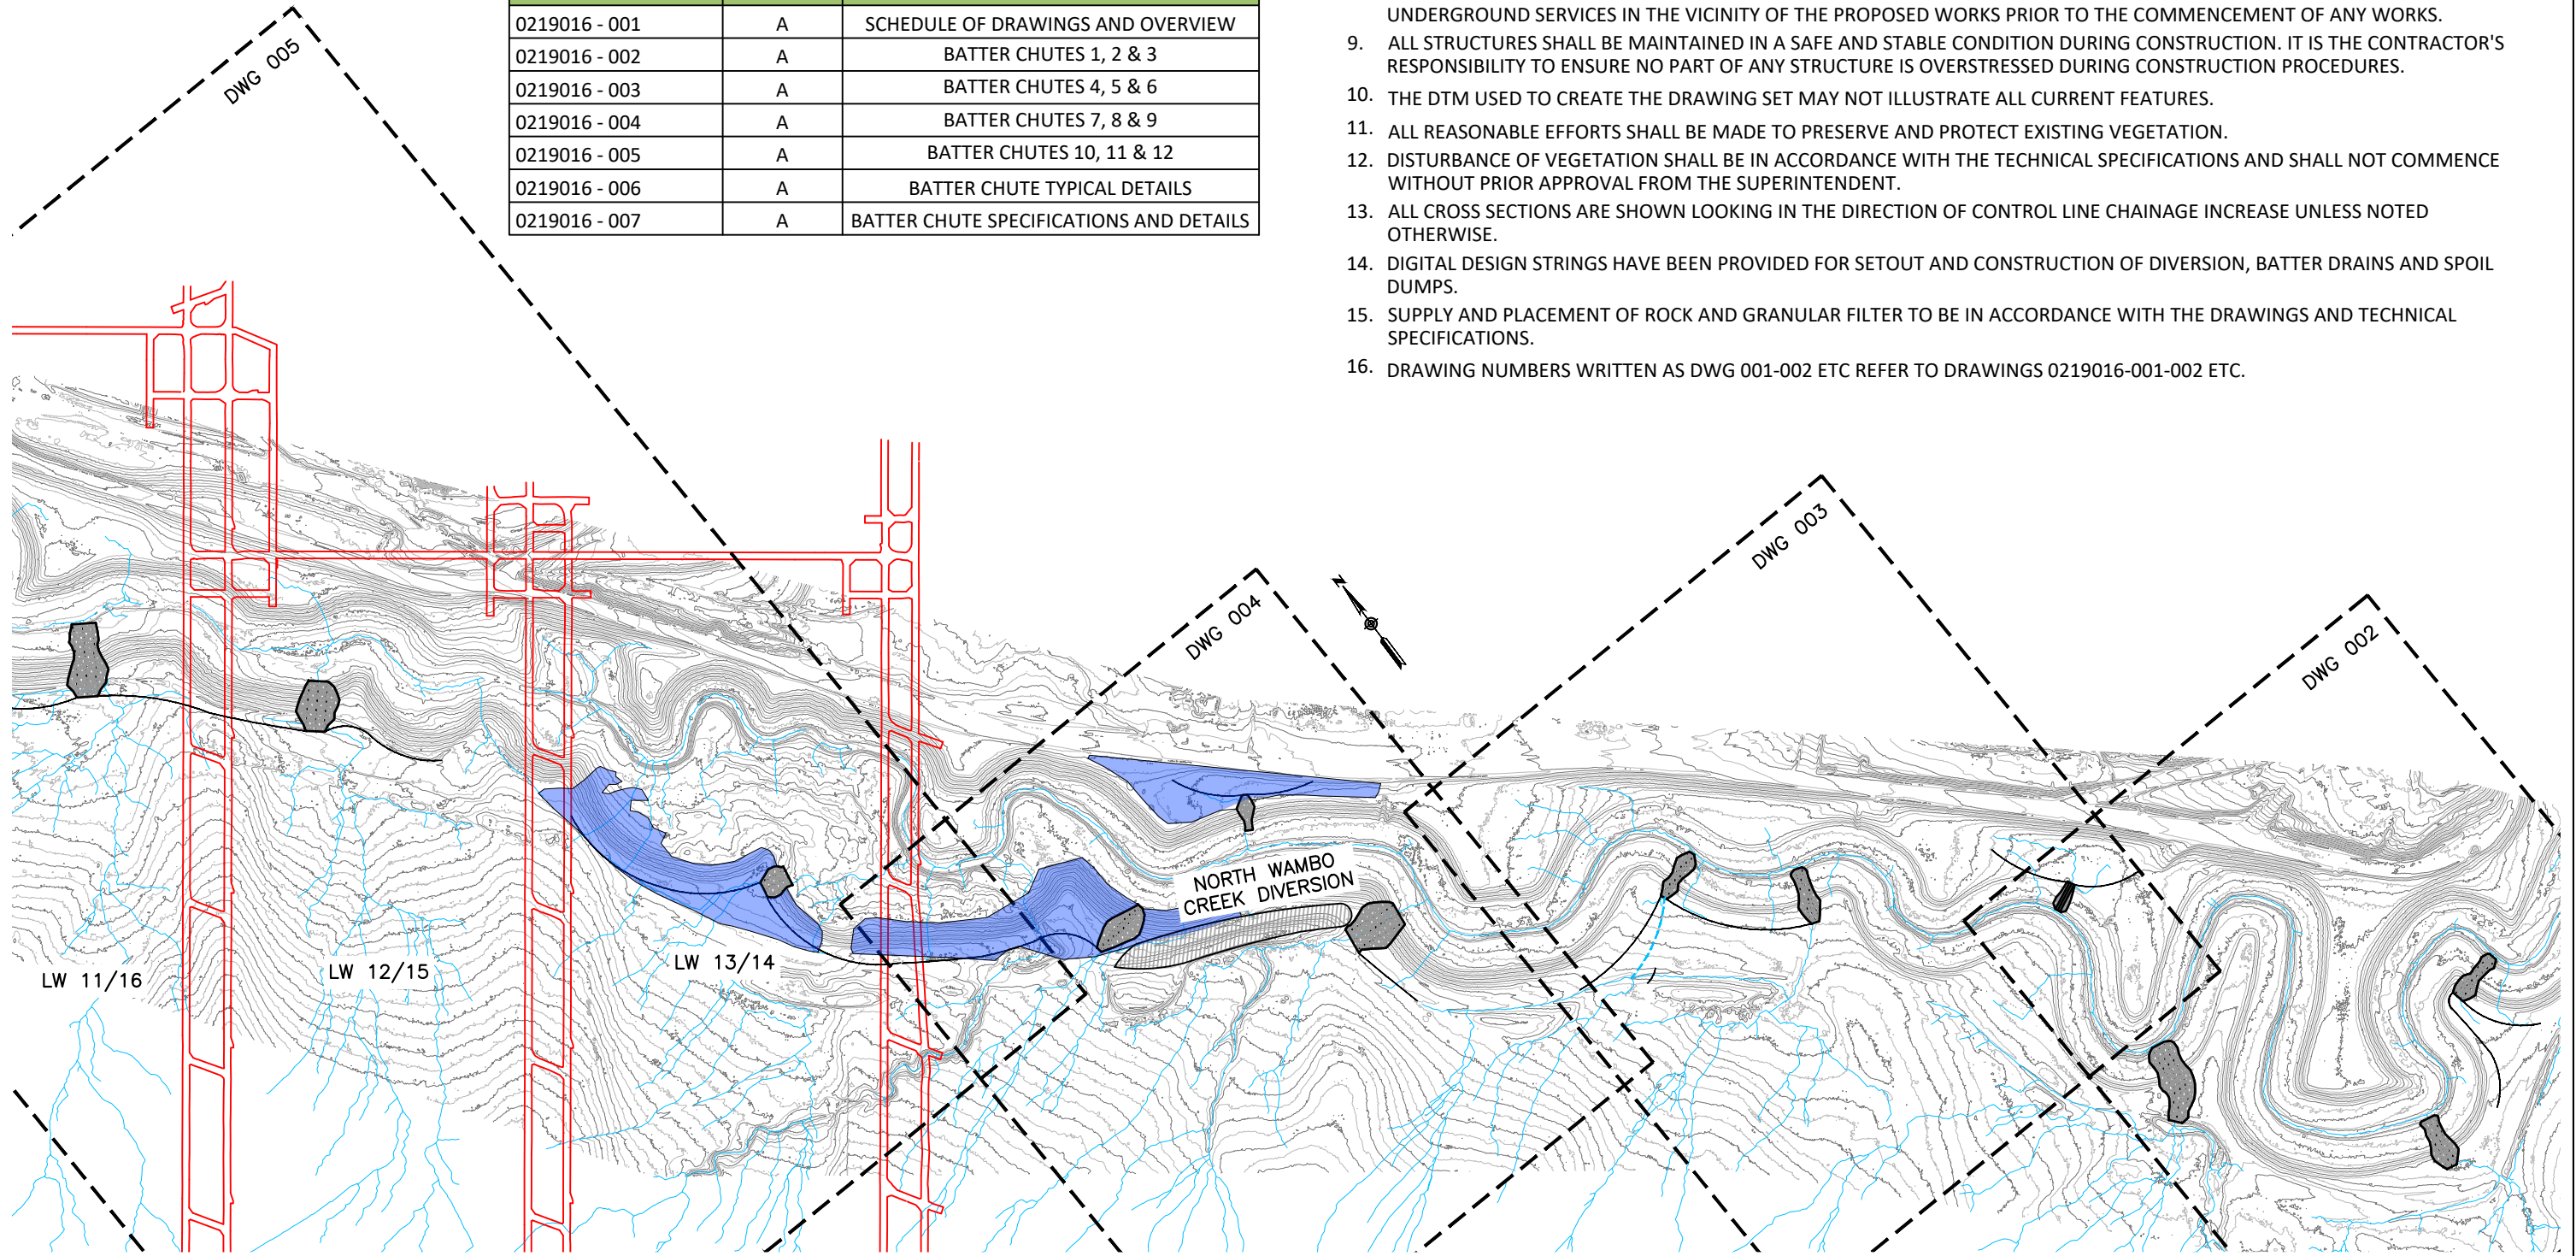 0219016 - 001 A SCHEDULE OF DRAWINGS AND OVERVIEW
0219016 - 002 A BATTER CHUTES 1, 2 & 3
0219016 - 003 A BATTER CHUTES 4, 5 & 6
0219016 - 004 A BATTER CHUTES 7, 8 & 9
0219016 - 005 A BATTER CHUTES 10, 11 & 12
0219016 - 006 A BATTER CHUTE TYPICAL DETAILS
0219016 - 007 A BATTER CHUTE SPECIFICATIONS AND DETAILS
UNDERGROUND SERVICES IN THE VICINITY OF THE PROPOSED WORKS PRIOR TO THE COMMENCEMENT OF ANY WORKS.
9. ALL STRUCTURES SHALL BE MAINTAINED IN A SAFE AND STABLE CONDITION DURING CONSTRUCTION. IT IS THE CONTRACTOR'S
RESPONSIBILITY TO ENSURE NO PART OF ANY STRUCTURE IS OVERSTRESSED DURING CONSTRUCTION PROCEDURES.
10. THE DTM USED TO CREATE THE DRAWING SET MAY NOT ILLUSTRATE ALL CURRENT FEATURES.
11. ALL REASONABLE EFFORTS SHALL BE MADE TO PRESERVE AND PROTECT EXISTING VEGETATION.
12. DISTURBANCE OF VEGETATION SHALL BE IN ACCORDANCE WITH THE TECHNICAL SPECIFICATIONS AND SHALL NOT COMMENCE
WITHOUT PRIOR APPROVAL FROM THE SUPERINTENDENT.
13. ALL CROSS SECTIONS ARE SHOWN LOOKING IN THE DIRECTION OF CONTROL LINE CHAINAGE INCREASE UNLESS NOTED
OTHERWISE.
14. DIGITAL DESIGN STRINGS HAVE BEEN PROVIDED FOR SETOUT AND CONSTRUCTION OF DIVERSION, BATTER DRAINS AND SPOIL
DUMPS.
15. SUPPLY AND PLACEMENT OF ROCK AND GRANULAR FILTER TO BE IN ACCORDANCE WITH THE DRAWINGS AND TECHNICAL
SPECIFICATIONS.
16. DRAWING NUMBERS WRITTEN AS DWG 001-002 ETC REFER TO DRAWINGS 0219016-001-002 ETC.
DWG 005
DWG 004
DWG 003
DWG 002
N
NORTH WAMBO
CREEK DIVERSION
LW 11/16
LW 12/15
LW 13/14